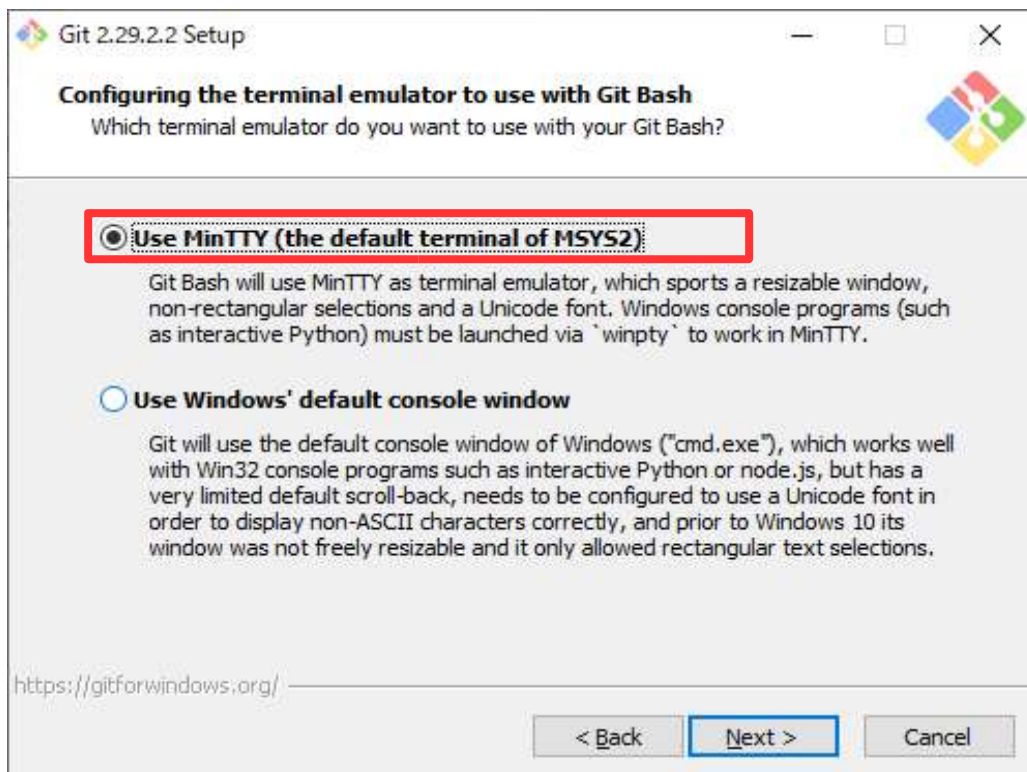 Git 2.29.2.2 Setup
Configuring the terminal emulator to use with Git Bash
Which terminal emulator do you want to use with your Git Bash?
Use MinTTY (the default terminal of MSYS2)
Git Bash will use MinTTY as terminal emulator, which sports a resizable window,
non-rectangular selections and a Unicode font. Windows console programs (such
as interactive Python) must be launched via `winpty` to work in MinTTY.
Use Windows' default console window
Git will use the default console window of Windows ("cmd.exe"), which works well
with Win32 console programs such as interactive Python or node.js, but has a
very limited default scroll-back, needs to be configured to use a Unicode font in
order to display non-ASCII characters correctly, and prior to Windows 10 its
window was not freely resizable and it only allowed rectangular text selections.
https://gitforwindows.org/
< Back
Next >
Cancel